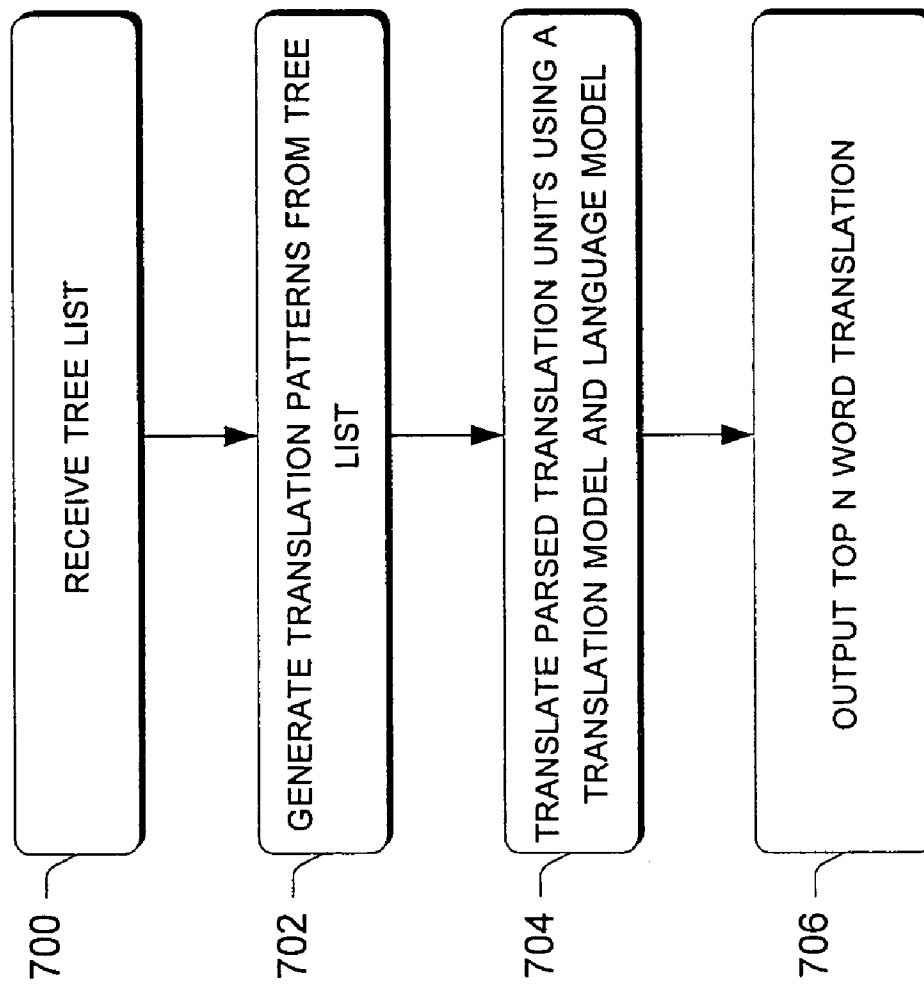 700
RECEIVE TREE LIST
702
GENERATE TRANSLATION PATTERNS FROM TREE
LIST
704
TRANSLATE PARSED TRANSLATION UNITS USING A
TRANSLATION MODEL AND LANGUAGE MODEL
706
OUTPUT TOP N WORD TRANSLATION